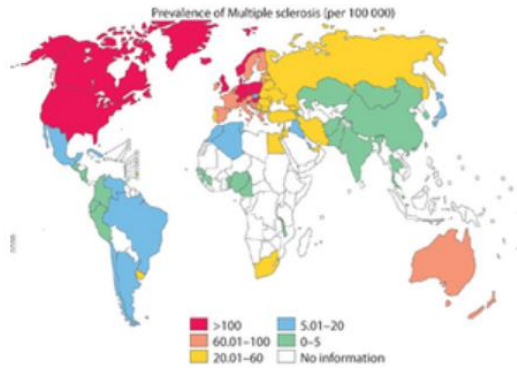 Prevalence of Multiple sclerosis (per 100 000)
>100
60.01–100
20.01–60
5.01–20
0–5
No information